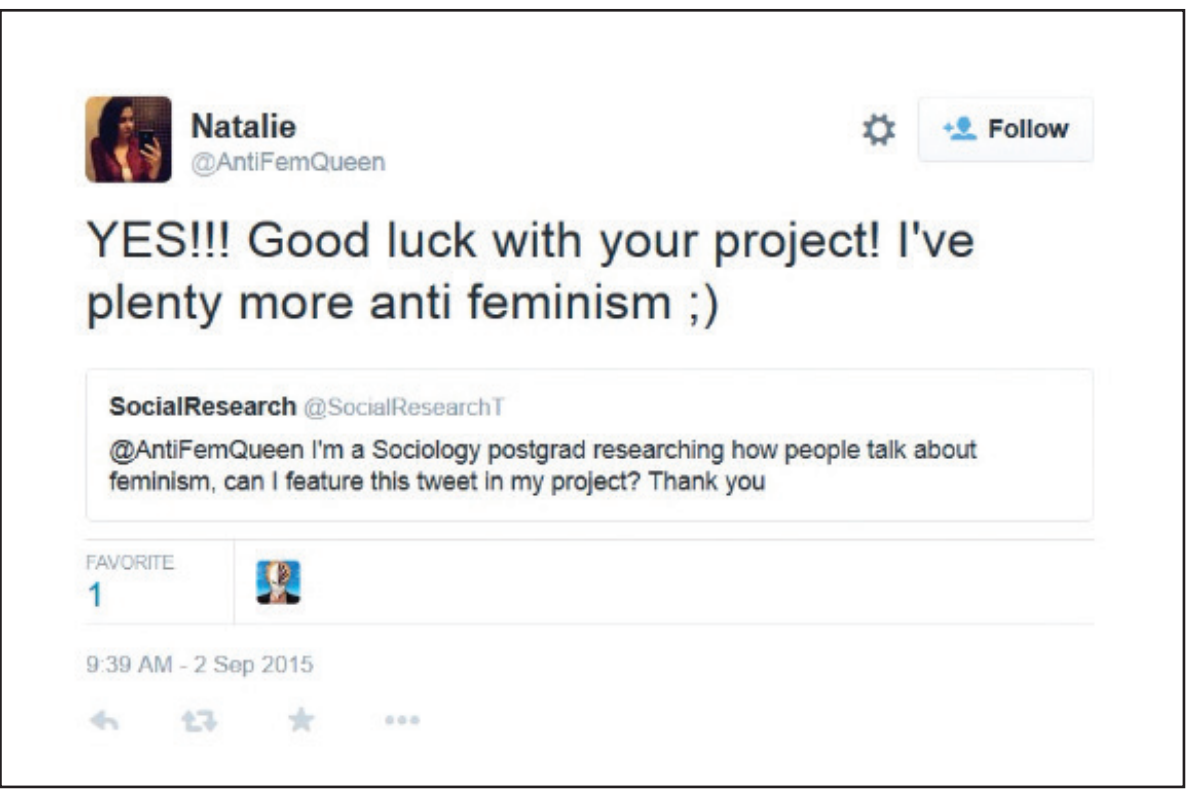 Natalie
@AntiFemQueen
Follow
YES!!! Good luck with your project! I've
plenty more anti feminism ;)
SocialResearch @SocialResearchT
@AntiFemQueen I'm a Sociology postgrad researching how people talk about
feminism, can I feature this tweet in my project? Thank you
FAVORITE
1
9:39 AM - 2 Sep 2015